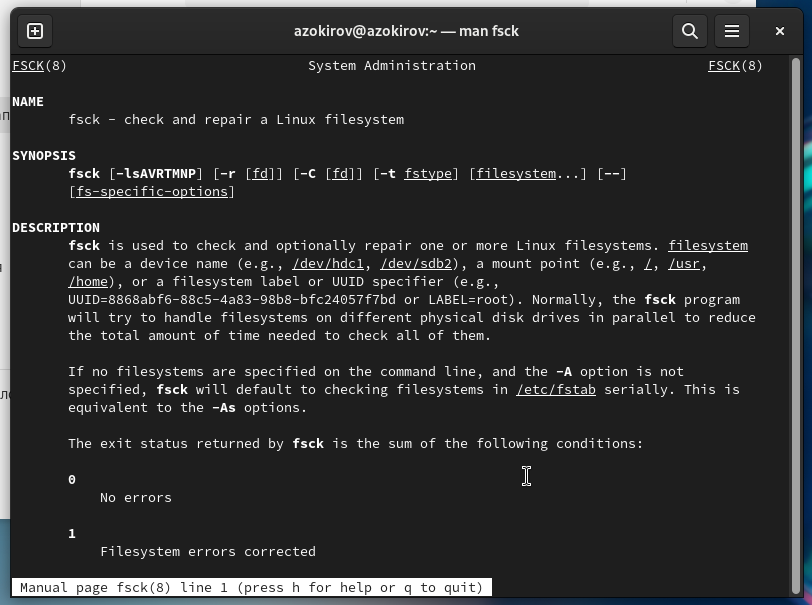 azokirov@azokirov:~ — man fsck
FSCK(8) System Administration FSCK(8)
NAME
fsck - check and repair a Linux filesystem
SYNOPSIS
fsck [-lsAVRTMNP] [-r [fd]] [-C [fd]] [-t fstype] [filesystem...] [--]
[fs-specific-options]
DESCRIPTION
fsck is used to check and optionally repair one or more Linux filesystems. filesystem
can be a device name (e.g., /dev/hdc1, /dev/sdb2), a mount point (e.g., /, /usr,
/home), or a filesystem label or UUID specifier (e.g.,
UUID=8868abf6-88c5-4a83-98b8-bfc24057f7bd or LABEL=root). Normally, the fsck program
will try to handle filesystems on different physical disk drives in parallel to reduce
the total amount of time needed to check all of them.
If no filesystems are specified on the command line, and the -A option is not
specified, fsck will default to checking filesystems in /etc/fstab serially. This is
equivalent to the -As options.
The exit status returned by fsck is the sum of the following conditions:
0
No errors
1
Filesystem errors corrected
Manual page fsck(8) line 1 (press h for help or q to quit)